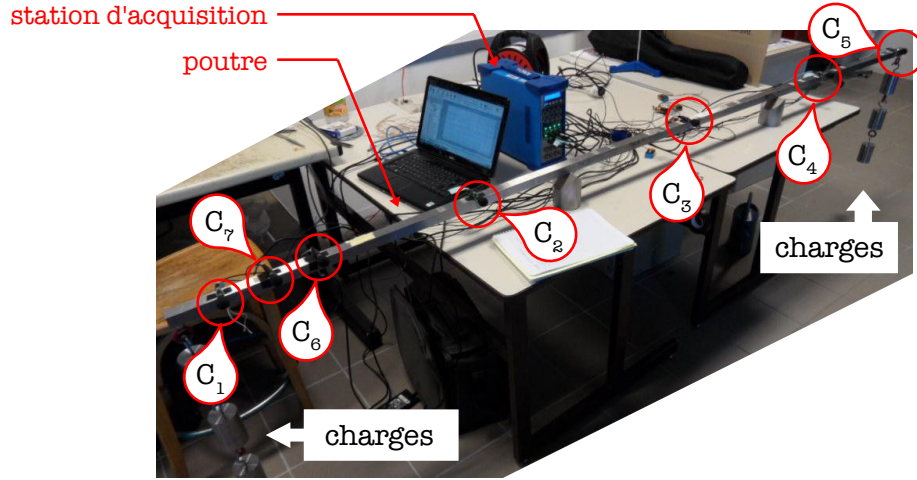 station d'acquisition
poutre
C₅
C₄
C₃
C₇
C₂
charges
C₆
C₁
charges